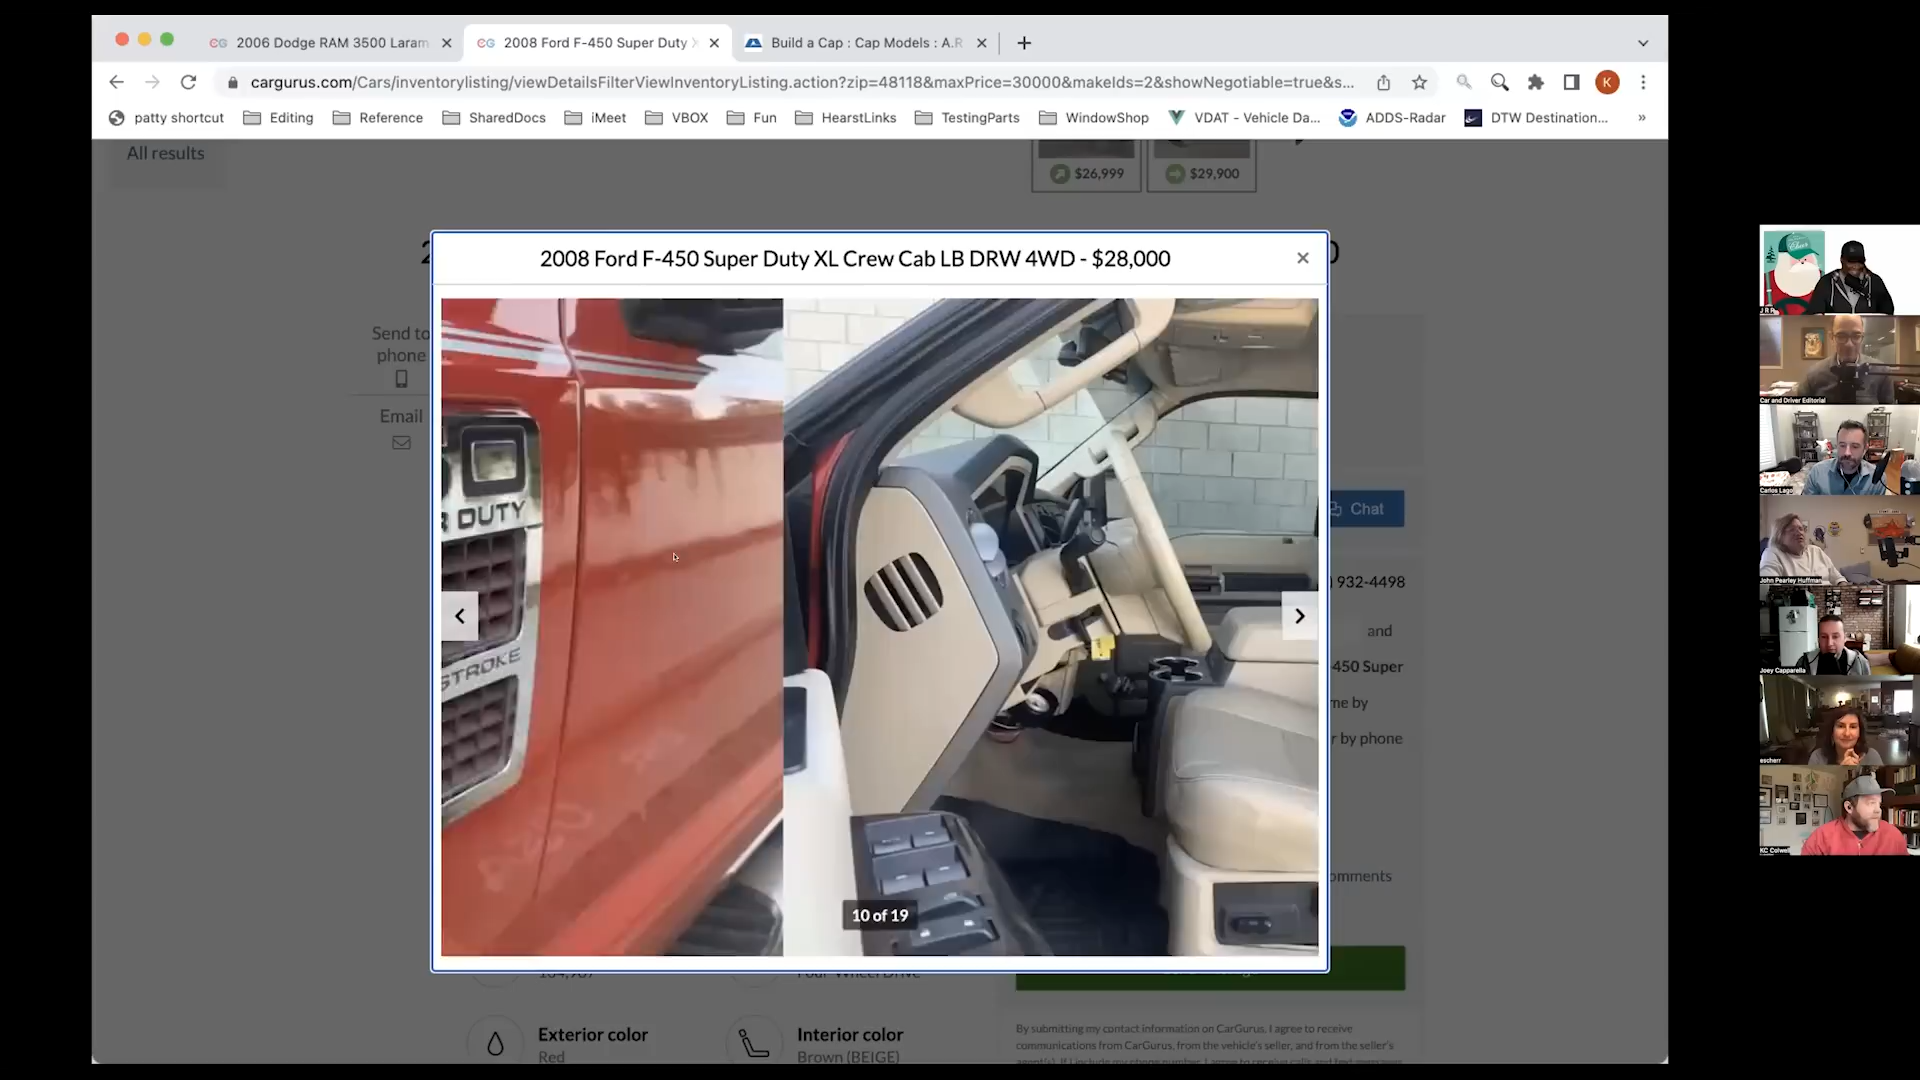 2006 Dodge RAM 3500 Laram
2008 Ford F-450 Super Duty
Build a Cap : Cap Models : A.R
cargurus.com/Cars/inventorylisting/viewDetailsFilterViewInventoryListing.action?zip=48118&maxPrice=30000&makeIds=2&showNegotiable=true&s...
K
patty shortcut
Editing
Reference
SharedDocs
iMeet
VBOX
Fun
HearstLinks
TestingParts
WindowShop
VDAT - Vehicle Da...
ADDS-Radar
DTW Destination...
»
All results
$26,999
$29,900
2008 Ford F-450 Super Duty XL Crew Cab LB DRW 4WD - $28,000
Send to
phone
Email
R DUTY
STROKE
10 of 19
Chat
932-4498
and
450 Super
me by
r by phone
omments
Exterior color
Red
Interior color
Brown (BEIGE)
By submitting my contact information on CarGurus, I agree to receive
communications from CarGurus, from the vehicle's seller, and from the seller's
Cheer
J R P
Car and Driver Editorial
Carlos Lago
John Pearley Huffman
Joey Capparella
escherr
KC Colwell